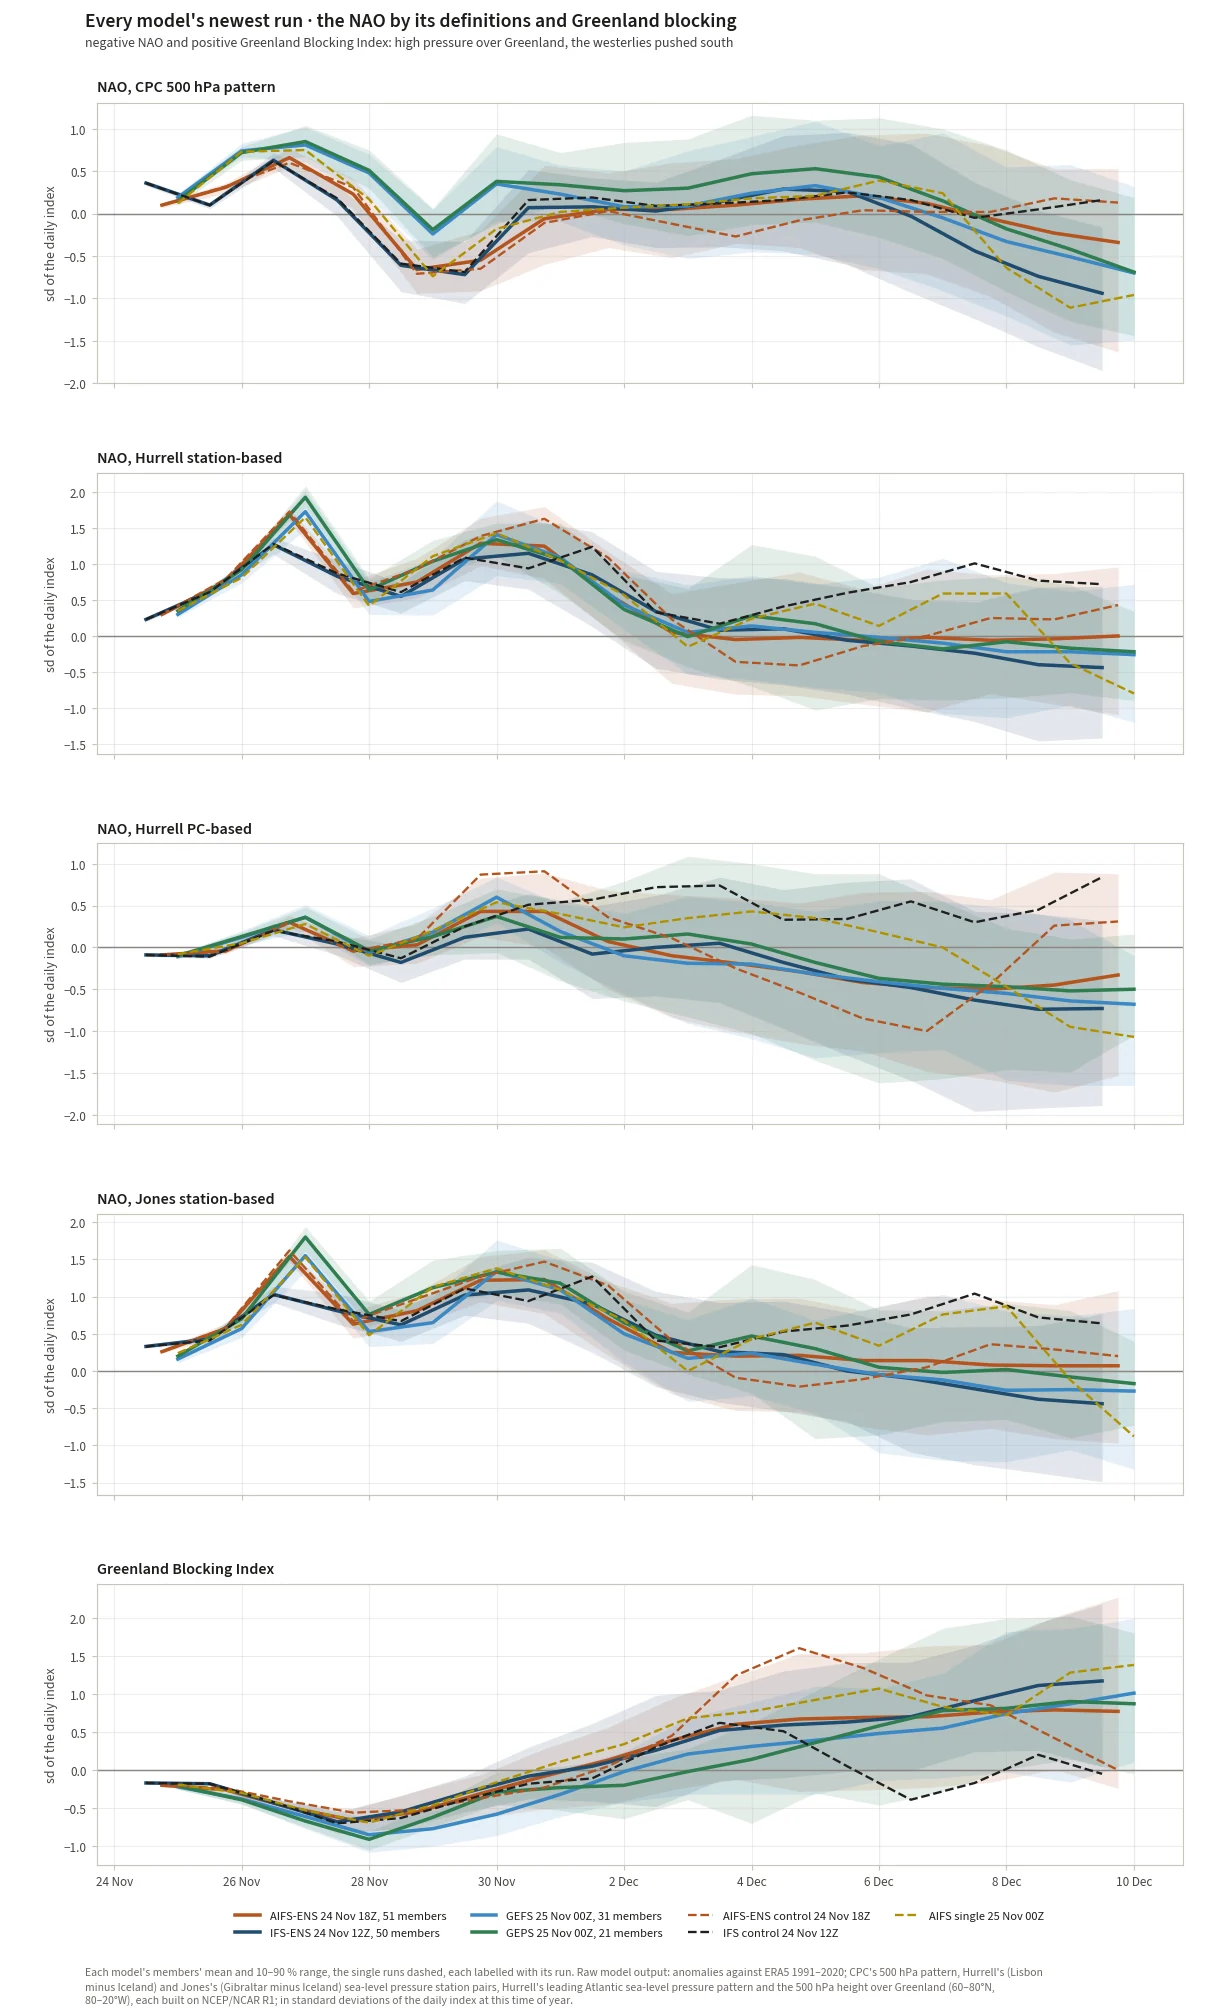 Every model's newest run · the NAO by its definitions and Greenland blocking
negative NAO and positive Greenland Blocking Index: high pressure over Greenland, the westerlies pushed south
NAO, CPC 500 hPa pattern
sd of the daily index
1.0
0.5
0.0
−0.5
−1.0
−1.5
−2.0
NAO, Hurrell station-based
sd of the daily index
2.0
1.5
1.0
0.5
0.0
−0.5
−1.0
−1.5
NAO, Hurrell PC-based
sd of the daily index
1.0
0.5
0.0
−0.5
−1.0
−1.5
−2.0
NAO, Jones station-based
sd of the daily index
2.0
1.5
1.0
0.5
0.0
−0.5
−1.0
−1.5
Greenland Blocking Index
sd of the daily index
2.0
1.5
1.0
0.5
0.0
−0.5
−1.0
24 Nov 26 Nov 28 Nov 30 Nov 2 Dec 4 Dec 6 Dec 8 Dec 10 Dec
AIFS-ENS 24 Nov 18Z, 51 members GEFS 25 Nov 00Z, 31 members AIFS-ENS control 24 Nov 18Z AIFS single 25 Nov 00Z
IFS-ENS 24 Nov 12Z, 50 members GEPS 25 Nov 00Z, 21 members IFS control 24 Nov 12Z
Each model's members' mean and 10–90 % range, the single runs dashed, each labelled with its run. Raw model output: anomalies against ERA5 1991–2020; CPC's 500 hPa pattern, Hurrell's (Lisbon
minus Iceland) and Jones's (Gibraltar minus Iceland) sea-level pressure station pairs, Hurrell's leading Atlantic sea-level pressure pattern and the 500 hPa height over Greenland (60–80°N,
80–20°W), each built on NCEP/NCAR R1; in standard deviations of the daily index at this time of year.